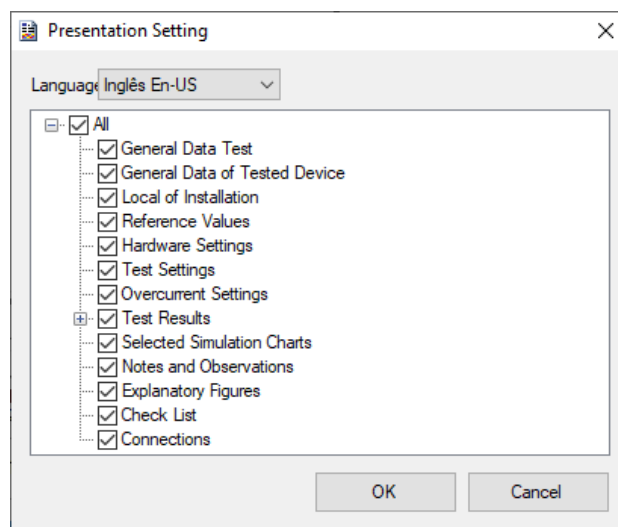 Presentation Setting
Language Inglês En-US
All
General Data Test
General Data of Tested Device
Local of Installation
Reference Values
Hardware Settings
Test Settings
Overcurrent Settings
Test Results
Selected Simulation Charts
Notes and Observations
Explanatory Figures
Check List
Connections
OK Cancel